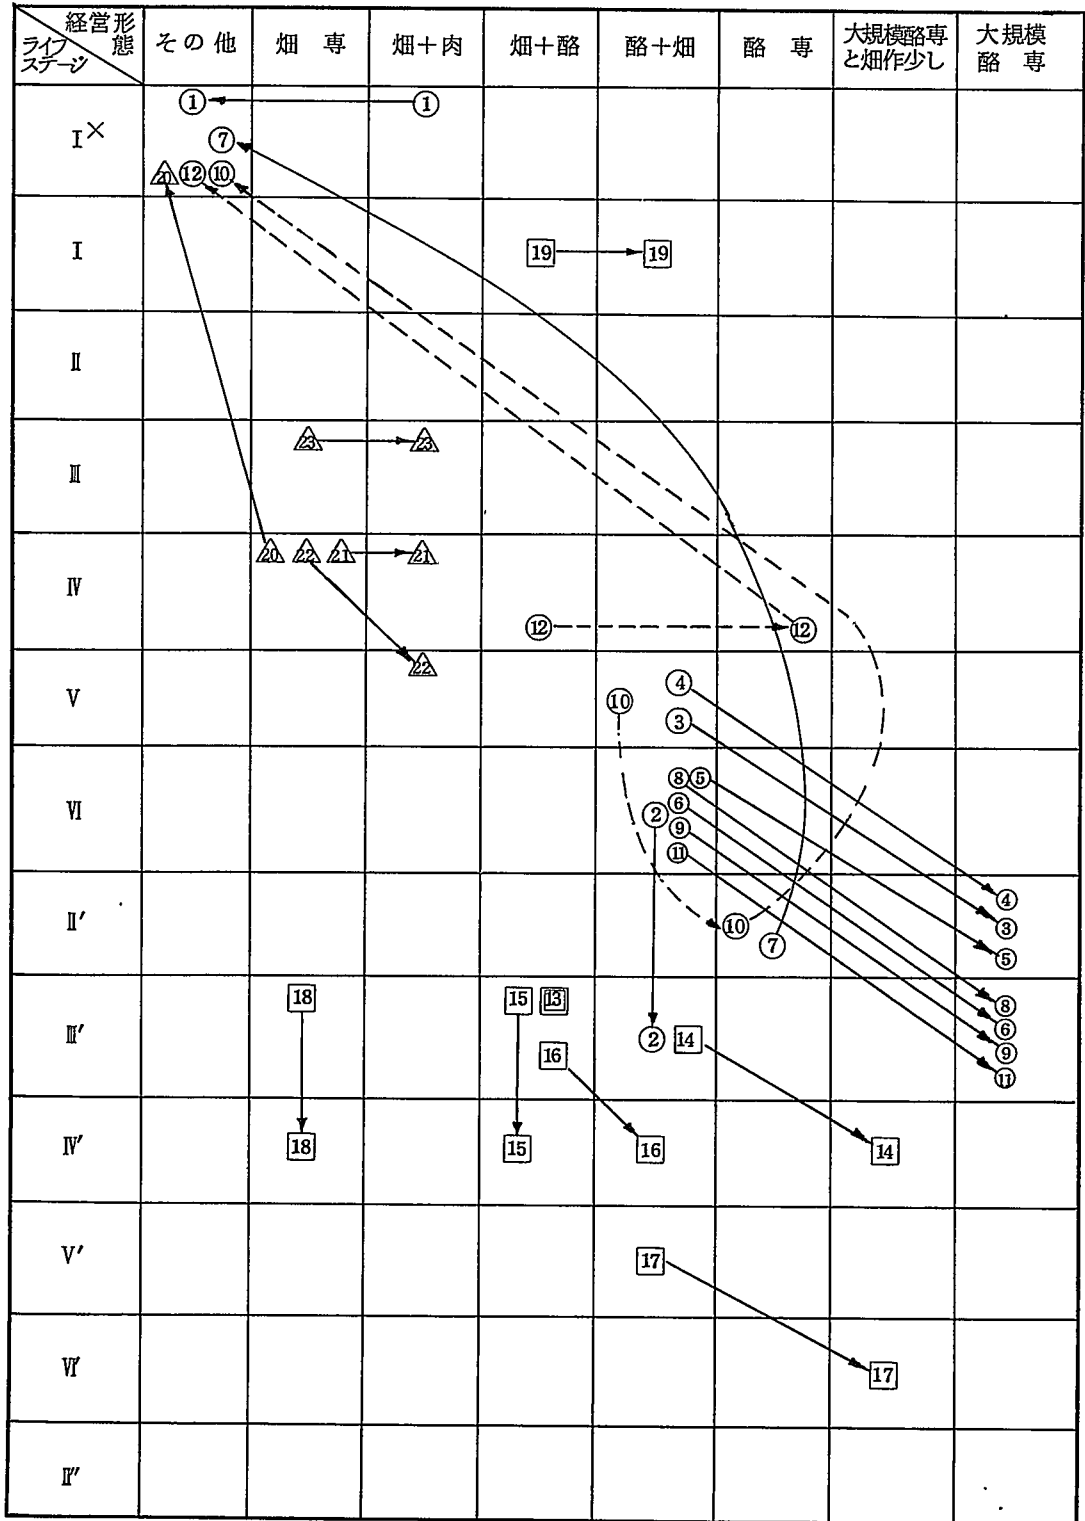 経営形態
ライフステージ
その他
畑 専
畑＋肉
畑＋酪
酪＋畑
酪 専
大規模酪専
と畑作少し
大規模
酪 専
I×
① ①
⑦
20 ⑫ ⑩
I
19 19
II
III
23 23
IV
20 22 21 21
⑫ ⑫
V
22
⑩ ④
③
VI
⑧ ⑤
② ⑥
⑨
⑪
II′
④
⑩ ③
⑦ ⑤
III′
18 15 13 ⑧
② 14 ⑥
16 ⑨
⑪
IV′
18 15 16 14
V′
17
VI′
17
II″